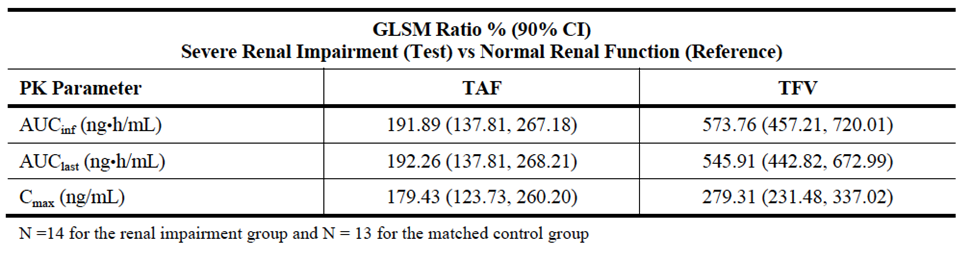 GLSM Ratio % (90% CI)
Severe Renal Impairment (Test) vs Normal Renal Function (Reference)
PK Parameter TAF TFV
AUCinf (ng•h/mL) 191.89 (137.81, 267.18) 573.76 (457.21, 720.01)
AUClast (ng•h/mL) 192.26 (137.81, 268.21) 545.91 (442.82, 672.99)
Cmax (ng/mL) 179.43 (123.73, 260.20) 279.31 (231.48, 337.02)
N =14 for the renal impairment group and N = 13 for the matched control group